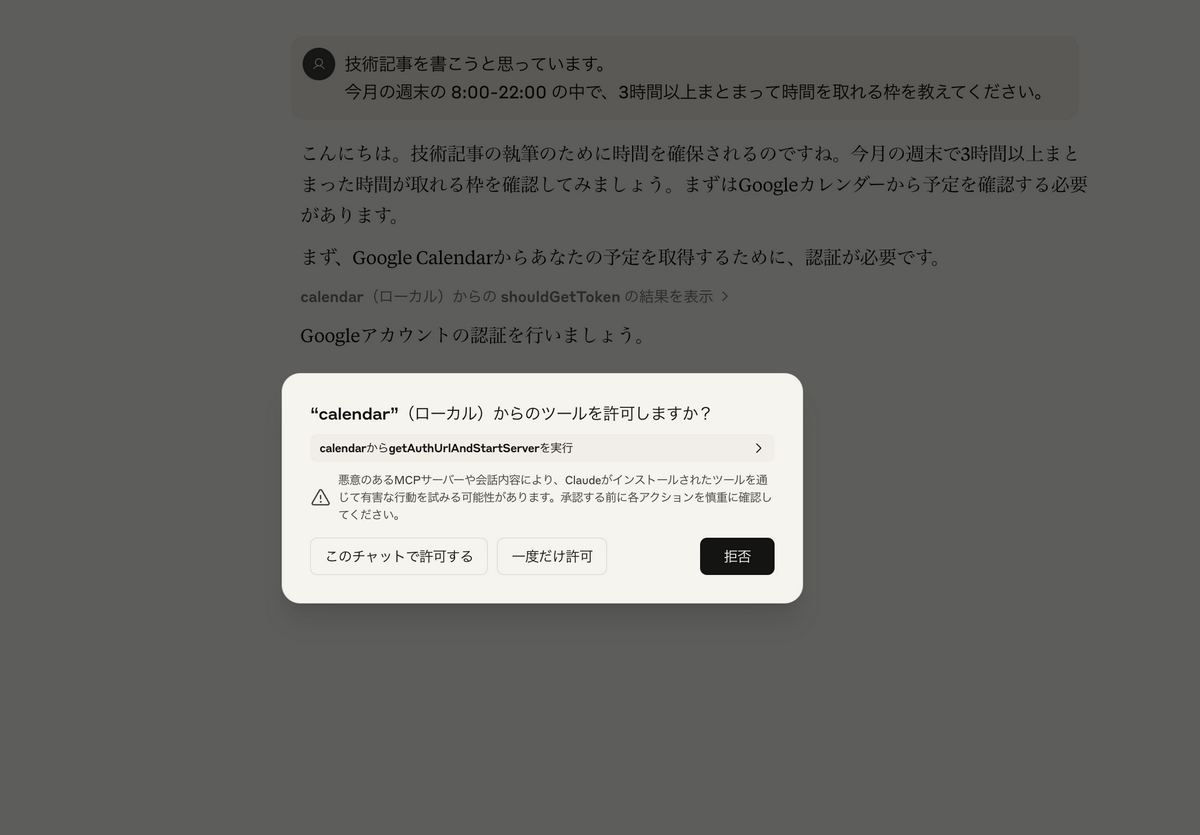 技術記事を書こうと思っています。
今月の週末の 8:00-22:00 の中で、3時間以上まとまって時間を取れる枠を教えてください。
こんにちは。技術記事の執筆のために時間を確保されるのですね。今月の週末で3時間以上まと
まった時間が取れる枠を確認してみましょう。まずはGoogleカレンダーから予定を確認する必要
があります。
まず、Google Calendarからあなたの予定を取得するために、認証が必要です。
calendar（ローカル）からの shouldGetToken の結果を表示
Googleアカウントの認証を行いましょう。
“calendar”（ローカル）からのツールを許可しますか？
calendarからgetAuthUrlAndStartServerを実行
悪意のあるMCPサーバーや会話内容により、Claudeがインストールされたツールを通
じて有害な行動を試みる可能性があります。承認する前に各アクションを慎重に確認し
てください。
このチャットで許可する
一度だけ許可
拒否